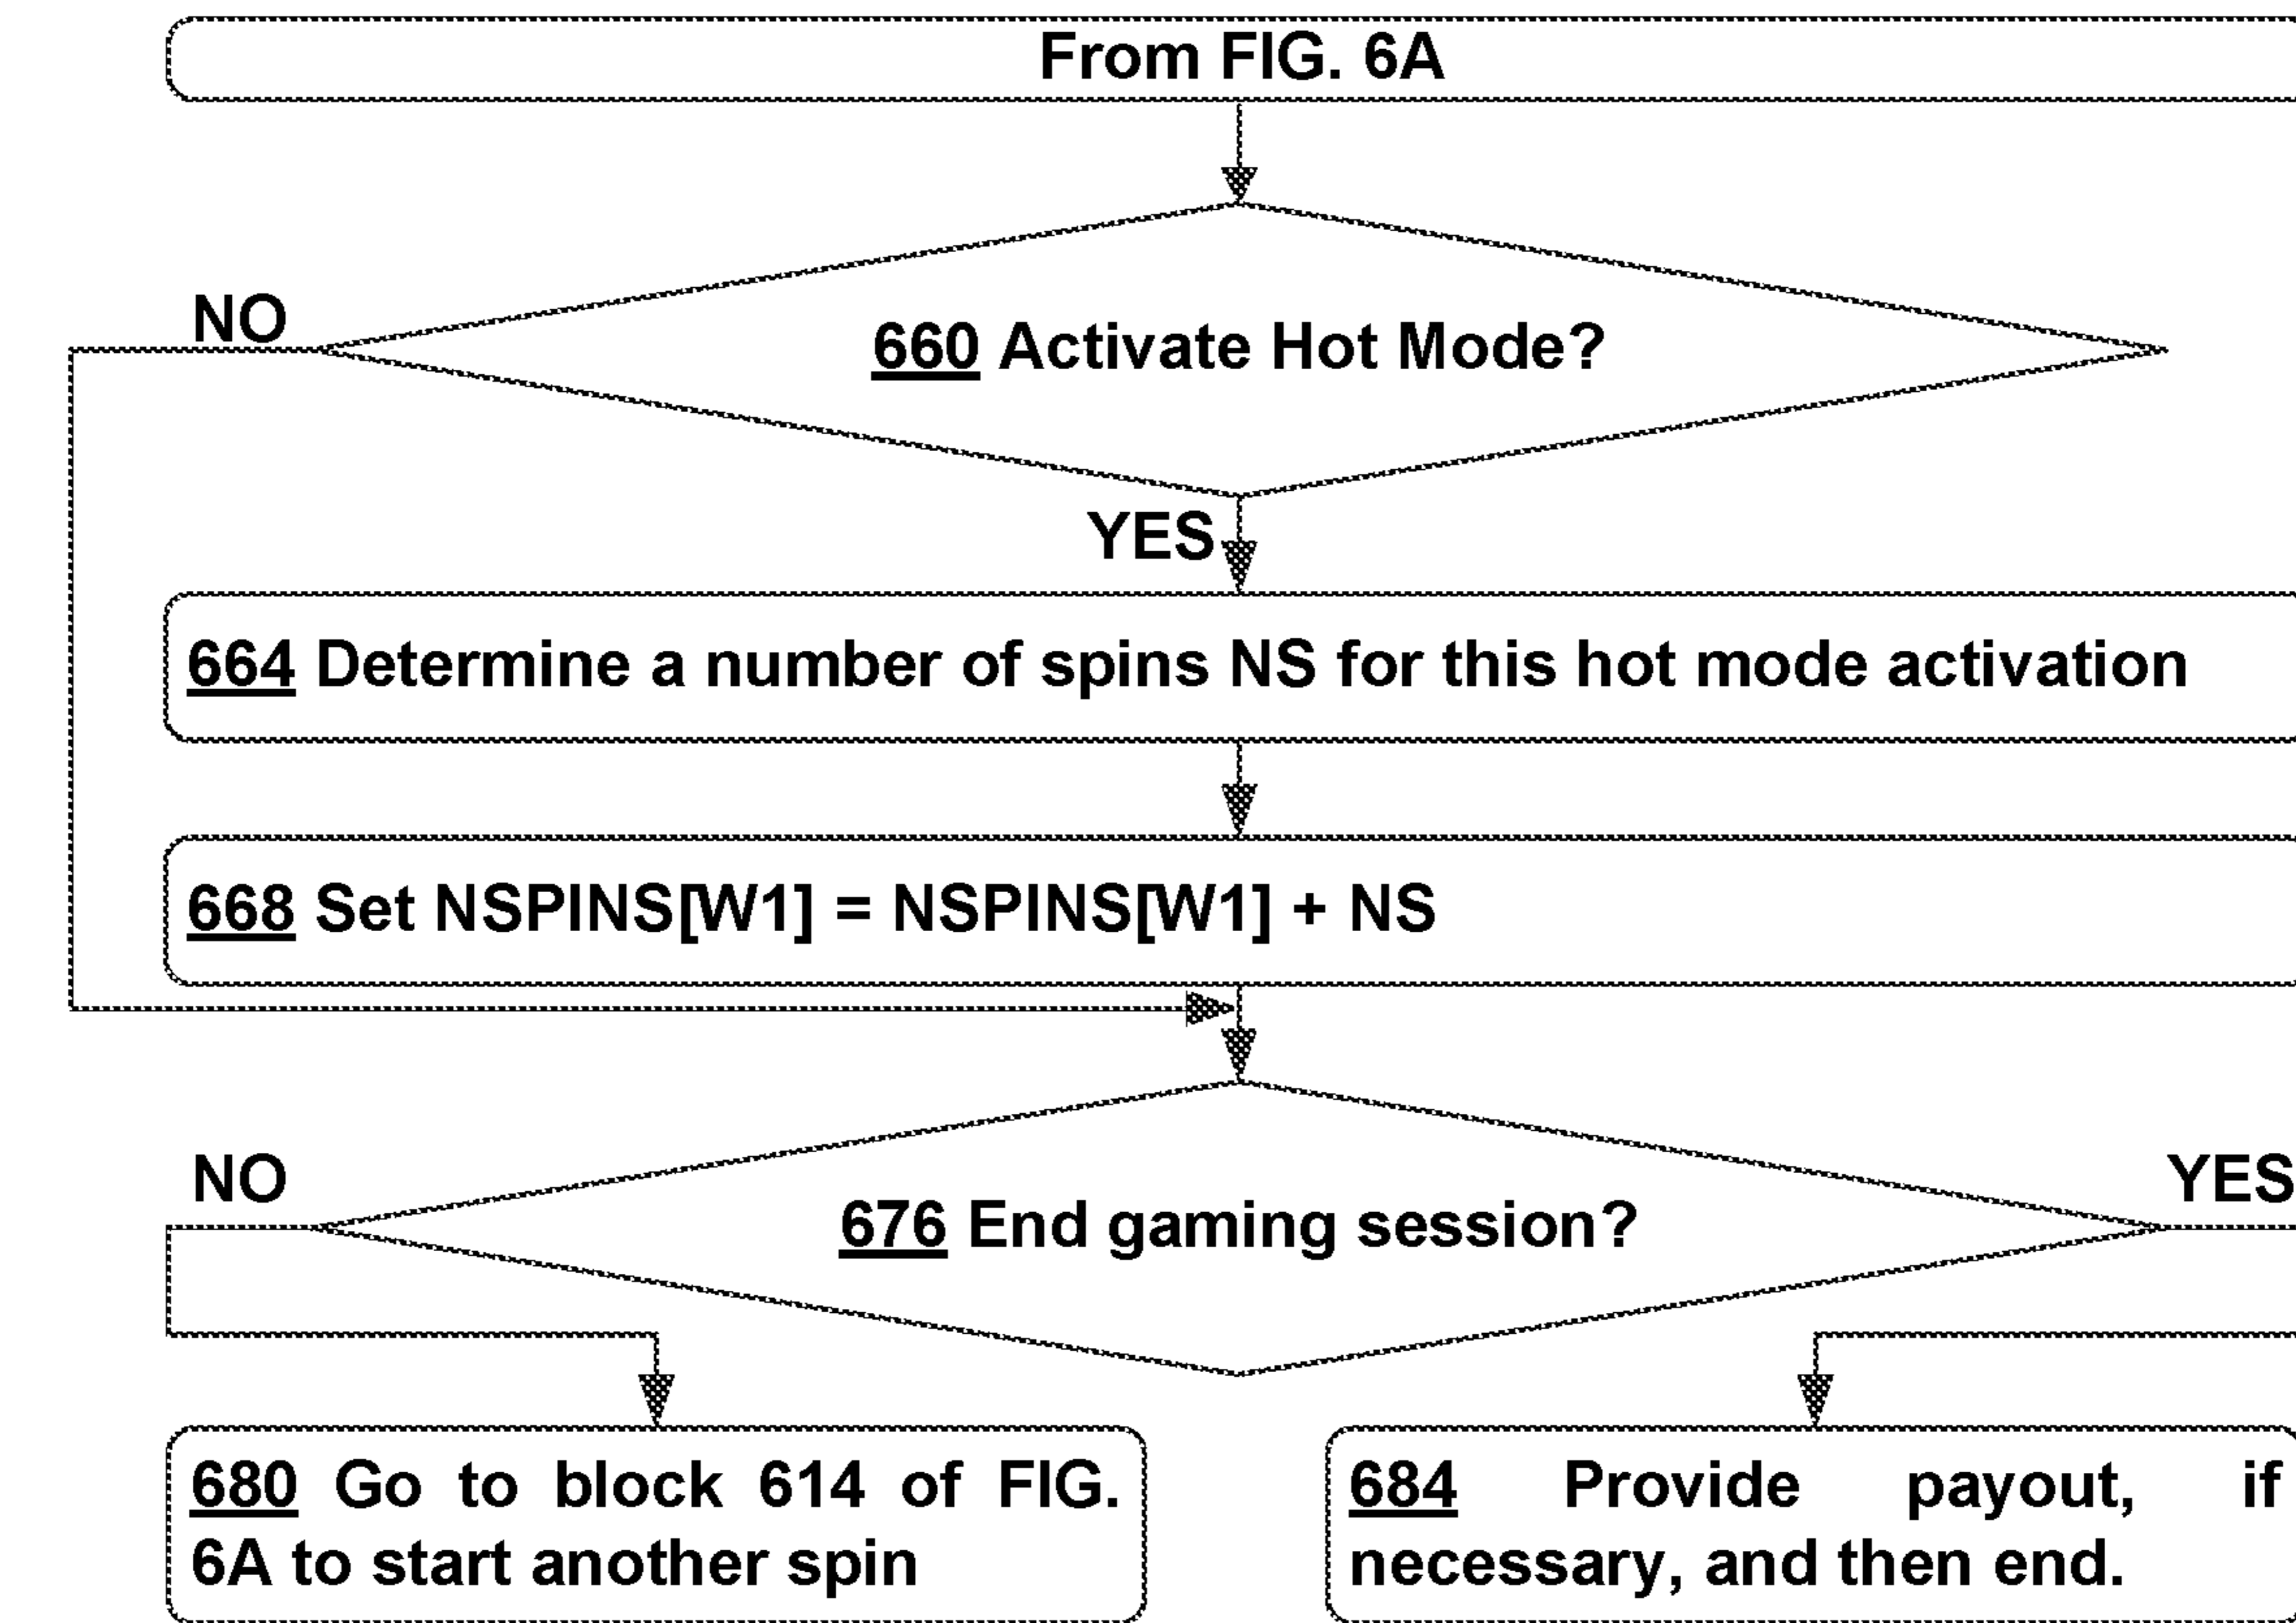 From FIG. 6A
NO
660 Activate Hot Mode?
YES
664 Determine a number of spins NS for this hot mode activation
668 Set NSPINS[W1] = NSPINS[W1] + NS
NO
YES
676 End gaming session?
680 Go to block 614 of FIG.
6A to start another spin
684 Provide payout, if
necessary, and then end.